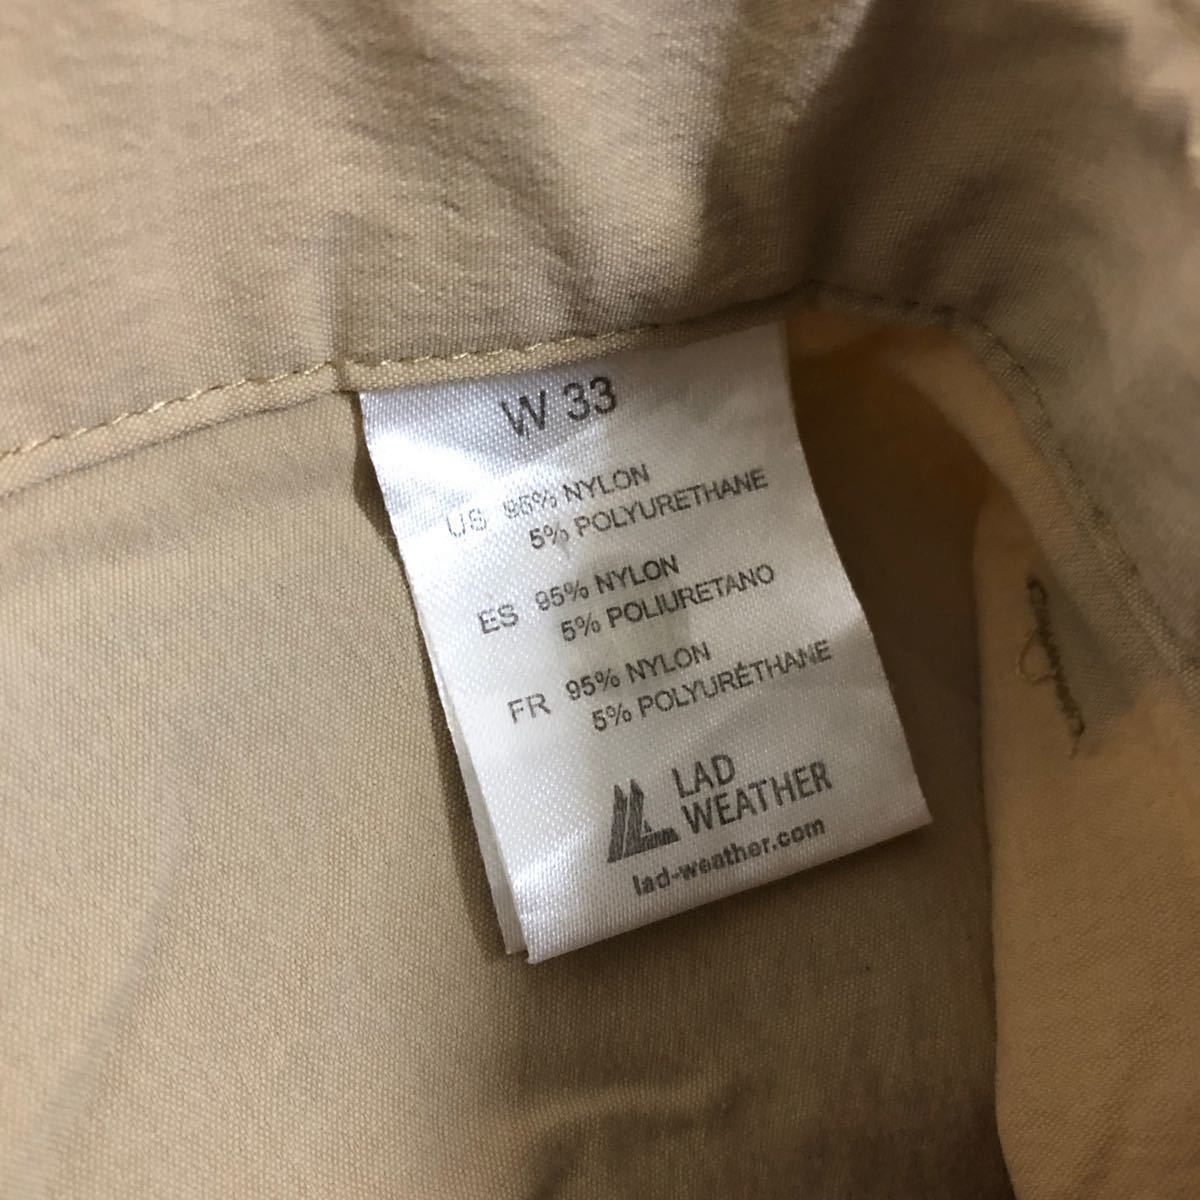 W 33
US 95% NYLON
5% POLYURETHANE
ES 95% NYLON
5% POLIURETANO
FR 95% NYLON
5% POLYURÉTHANE
LAD
WEATHER
lad-weather.com